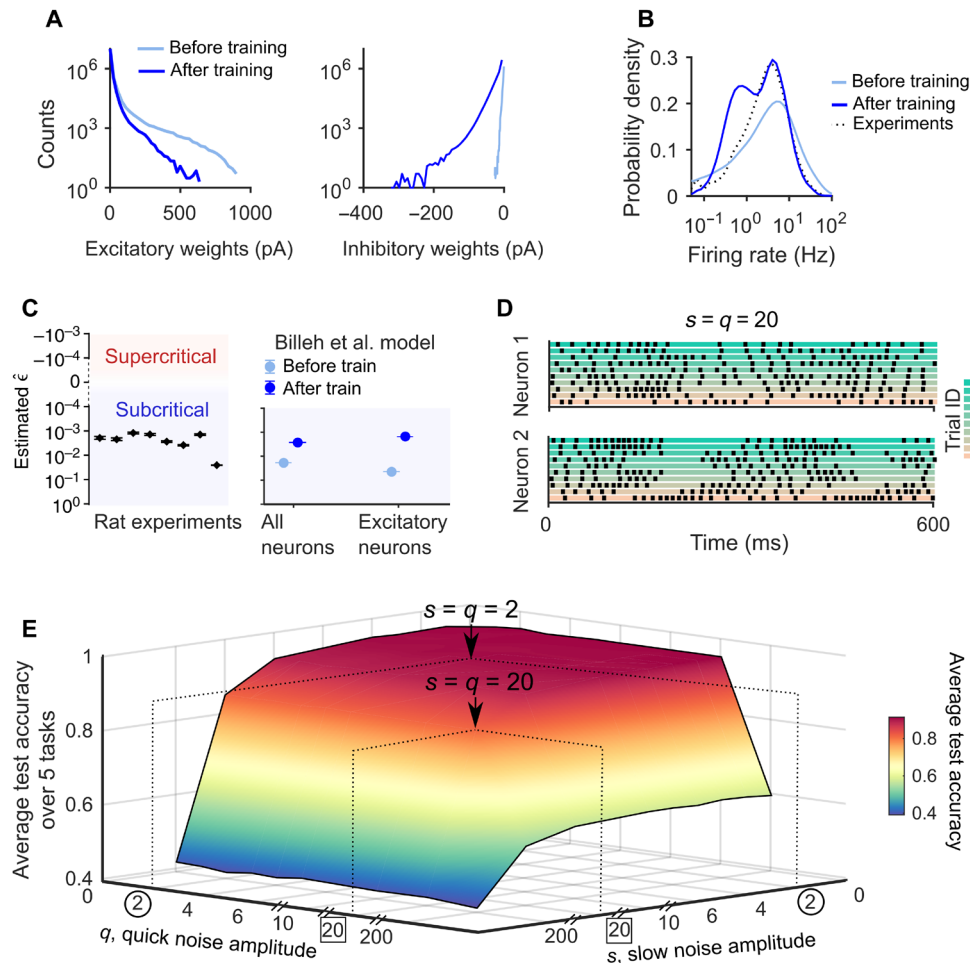 A
Before training
After training
Counts
10^6
10^3
10^0
0
500
1000
Excitatory weights (pA)
10^6
10^3
10^0
−400
−200
0
Inhibitory weights (pA)
B
Before training
After training
Experiments
Probability density
0.3
0.2
0.1
0
10^−1
10^0
10^1
10^2
Firing rate (Hz)
C
Estimated ε̂
−10^−3
−10^−4
0
10^−4
10^−3
10^−2
10^−1
10^0
Supercritical
Subcritical
Rat experiments
Billeh et al. model
Before train
After train
All neurons
Excitatory neurons
D
s = q = 20
Neuron 1
Neuron 2
Trial ID
0
600
Time (ms)
E
s = q = 2
s = q = 20
Average test accuracy
over 5 tasks
1
0.8
0.6
0.4
0
2
4
6
10
20
200
q, quick noise amplitude
200
20
10
6
4
2
0
s, slow noise amplitude
0.8
0.6
0.4
Average test accuracy